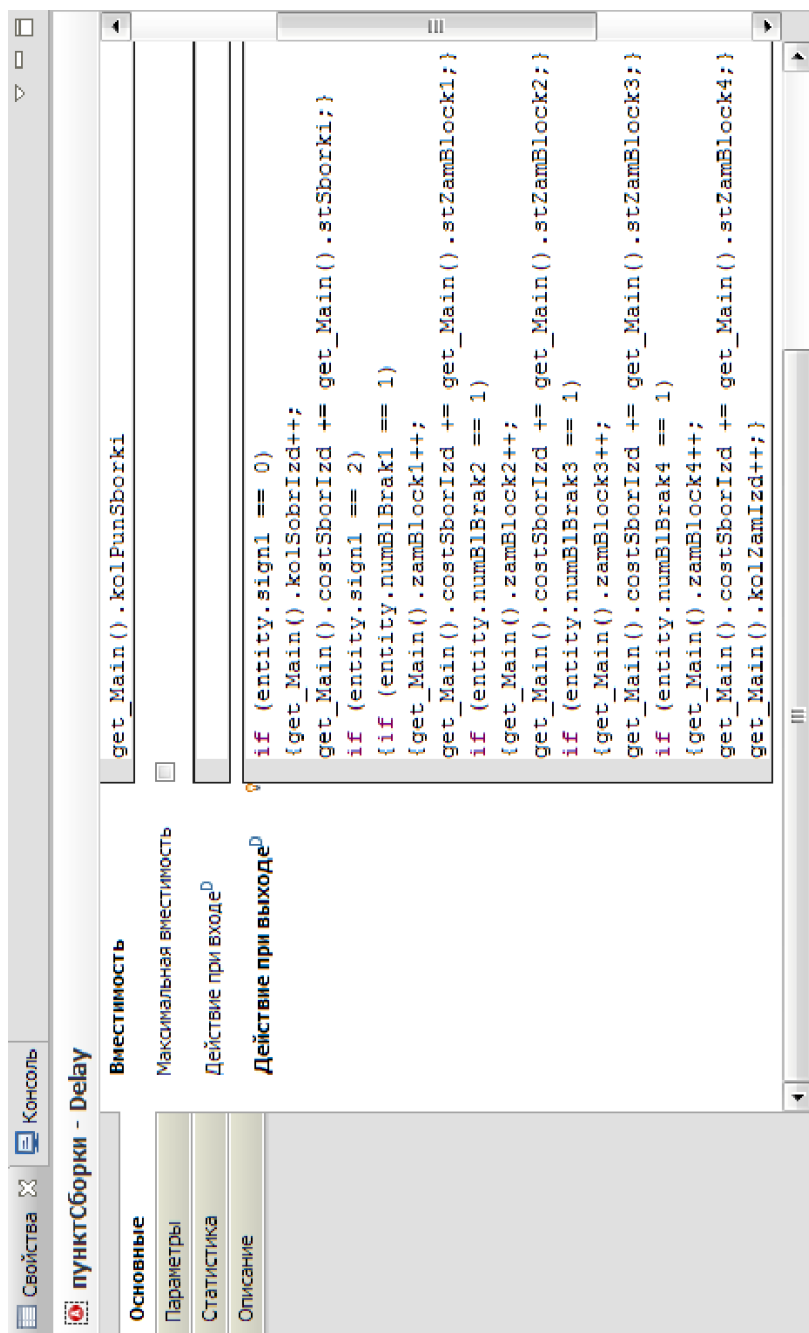 Свойства
Консоль
пунктСборки - Delay
Основные
Параметры
Статистика
Описание
Вместимость
get_Main().kolPunSborki
Максимальная вместимость
Действие при входеD
Действие при выходеD
if (entity.sign1 == 0)
{get_Main().kolSobrIzd++;
get_Main().costSborIzd += get_Main().stSborki;}
if (entity.sign1 == 2)
{if (entity.numBlBrak1 == 1)
{get_Main().zamBlock1++;
get_Main().costSborIzd += get_Main().stZamBlock1;}
if (entity.numBlBrak2 == 1)
{get_Main().zamBlock2++;
get_Main().costSborIzd += get_Main().stZamBlock2;}
if (entity.numBlBrak3 == 1)
{get_Main().zamBlock3++;
get_Main().costSborIzd += get_Main().stZamBlock3;}
if (entity.numBlBrak4 == 1)
{get_Main().zamBlock4++;
get_Main().costSborIzd += get_Main().stZamBlock4;}
get_Main().kolZamIzd++;}